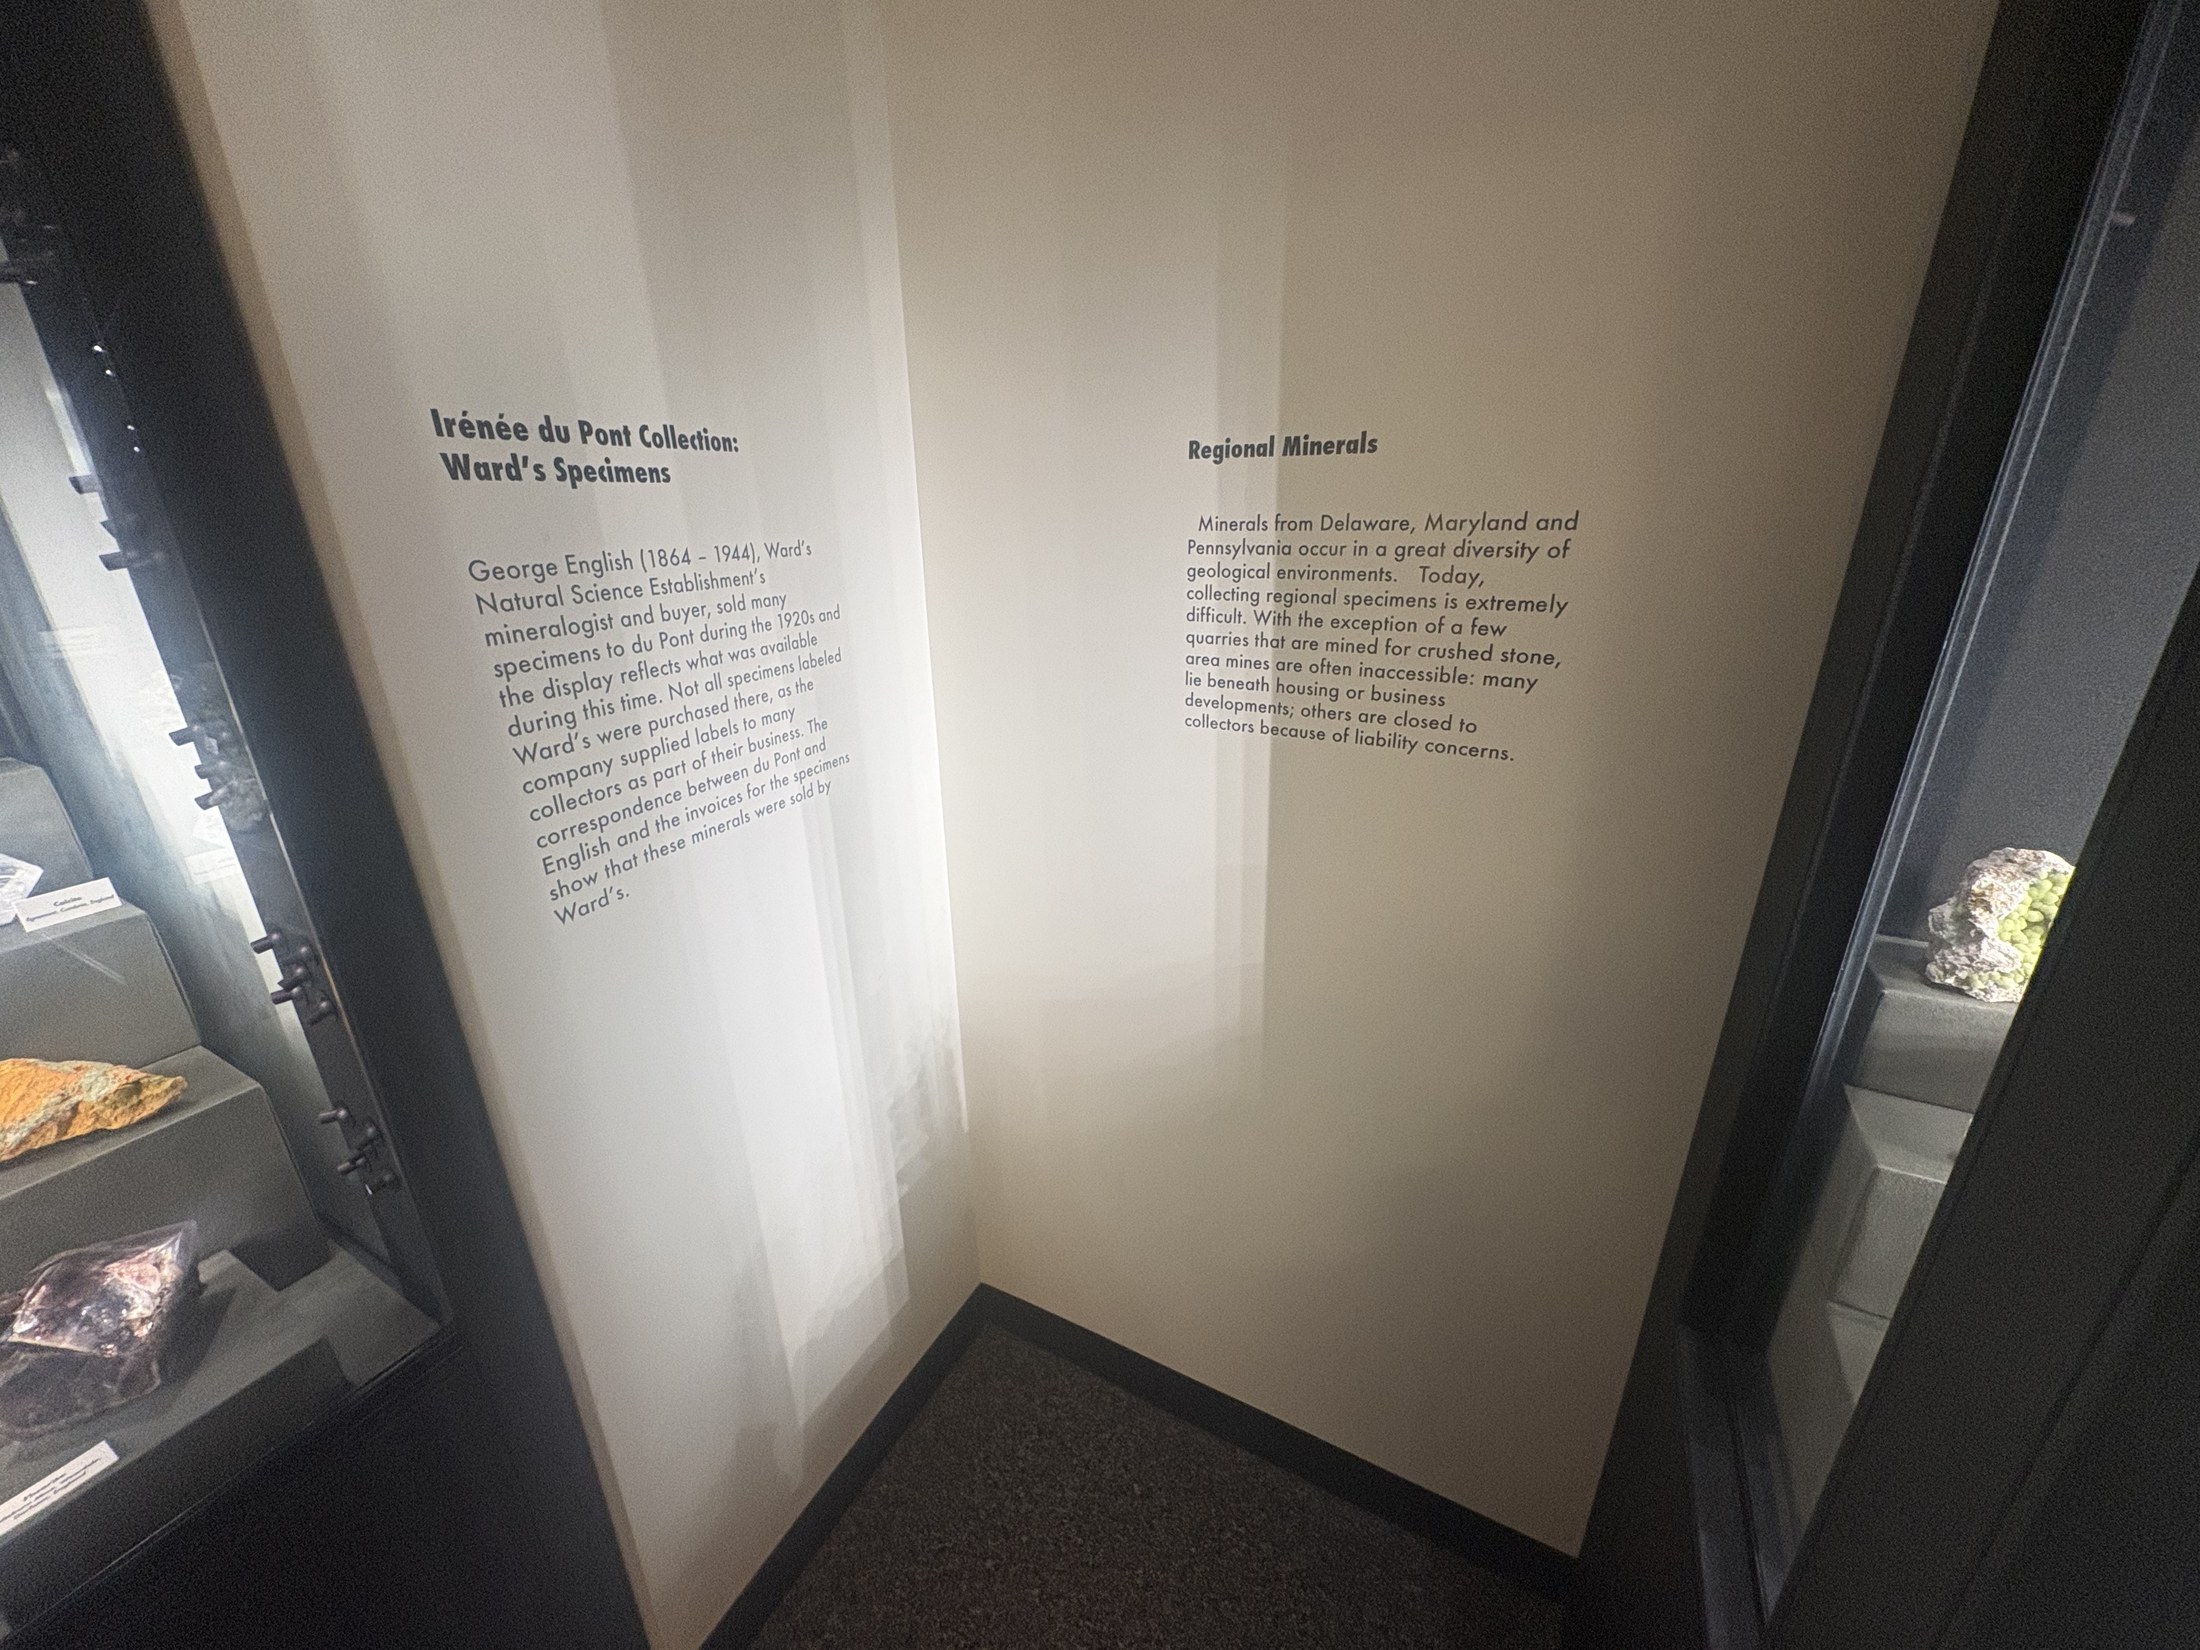 Irénée du Pont Collection:
Ward's Specimens
George English (1864 – 1944), Ward's
Natural Science Establishment's
mineralogist and buyer, sold many
specimens to du Pont during the 1920s and
the display reflects what was available
during this time. Not all specimens labeled
Ward's were purchased there, as the
company supplied labels to many
collectors as part of their business. The
correspondence between du Pont and
English and the invoices for the specimens
show that these minerals were sold by
Ward's.
Regional Minerals
Minerals from Delaware, Maryland and
Pennsylvania occur in a great diversity of
geological environments. Today,
collecting regional specimens is extremely
difficult. With the exception of a few
quarries that are mined for crushed stone,
area mines are often inaccessible: many
lie beneath housing or business
developments; others are closed to
collectors because of liability concerns.
Calcite
Egremont, Cumbria, England